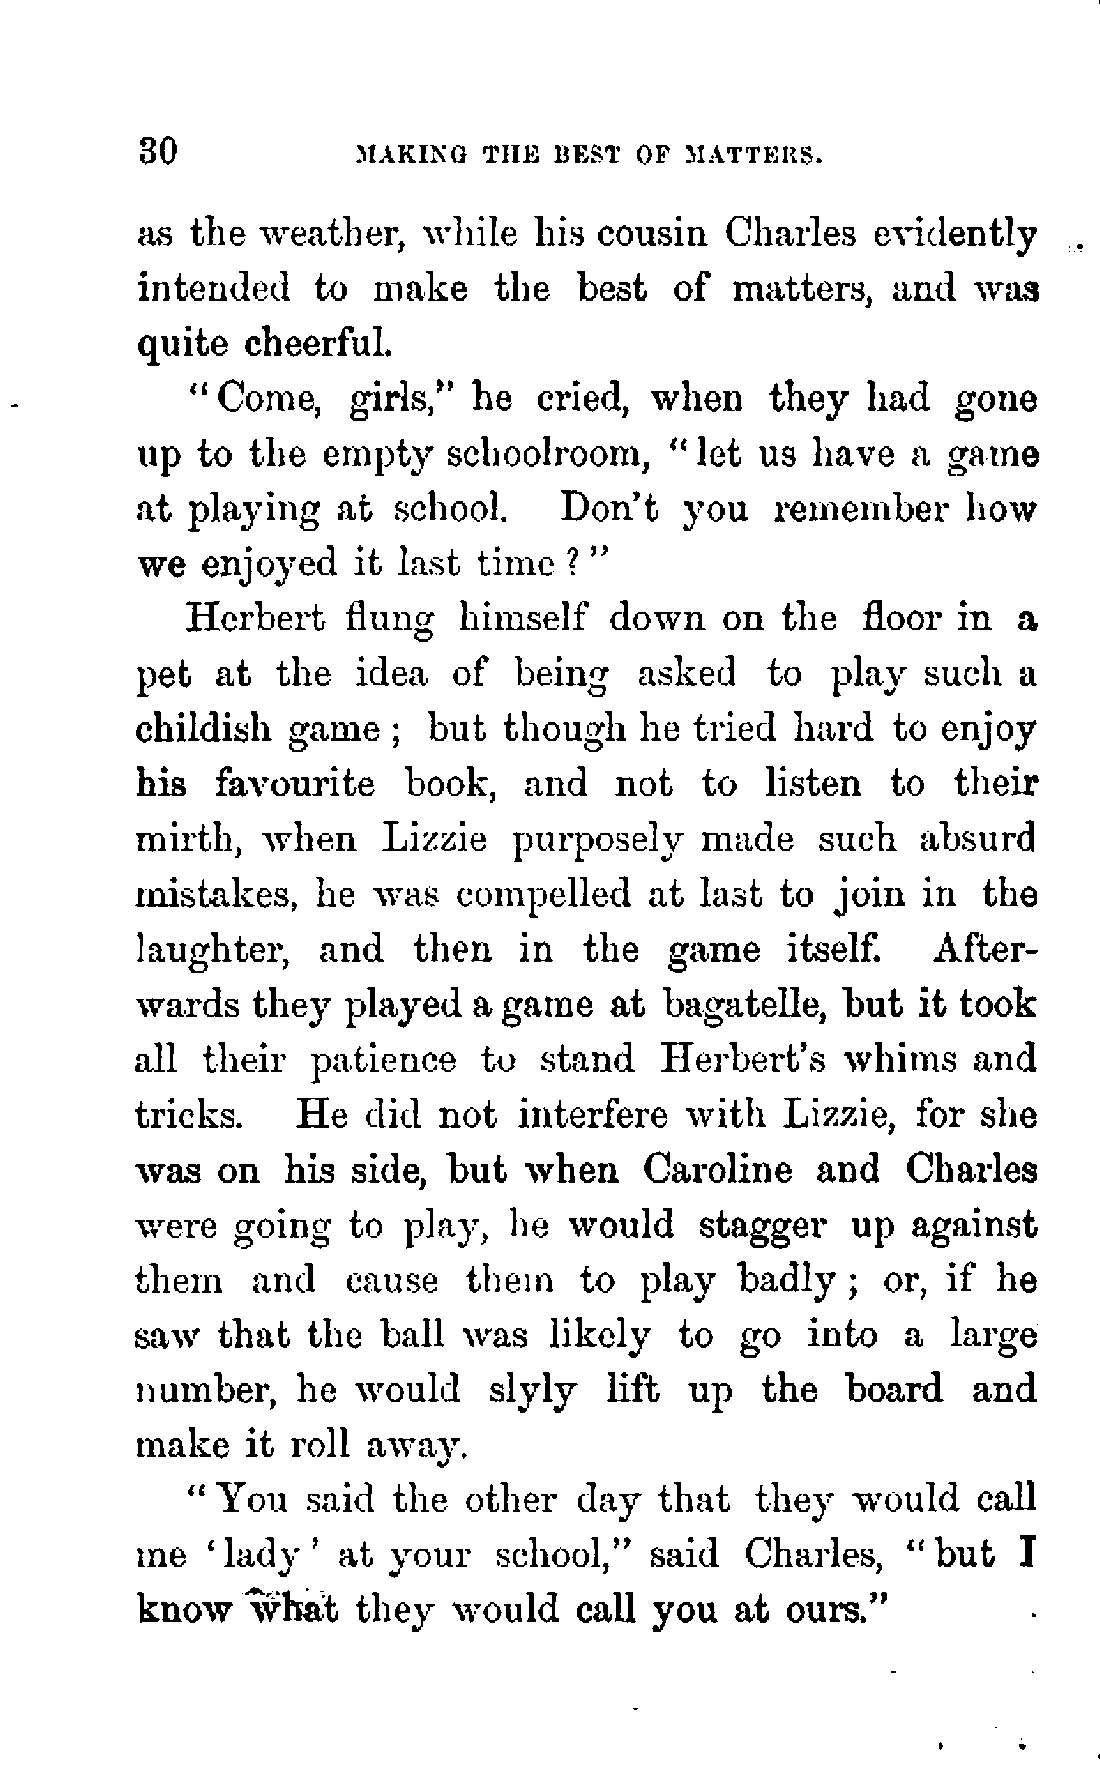 30 MAKING THE BEST OF MATTERS.
as the weather, while his cousin Charles evidently
intended to make the best of matters, and was
quite cheerful.
"Come, girls," he cried, when they had gone
up to the empty schoolroom, "let us have a game
at playing at school. Don't you remember how
we enjoyed it last time ?"
Herbert flung himself down on the floor in a
pet at the idea of being asked to play such a
childish game ; but though he tried hard to enjoy
his favourite book, and not to listen to their
mirth, when Lizzie purposely made such absurd
mistakes, he was compelled at last to join in the
laughter, and then in the game itself. After-
wards they played a game at bagatelle, but it took
all their patience to stand Herbert's whims and
tricks. He did not interfere with Lizzie, for she
was on his side, but when Caroline and Charles
were going to play, he would stagger up against
them and cause them to play badly ; or, if he
saw that the ball was likely to go into a large
number, he would slyly lift up the board and
make it roll away.
"You said the other day that they would call
me 'lady' at your school," said Charles, "but I
know what they would call you at ours."